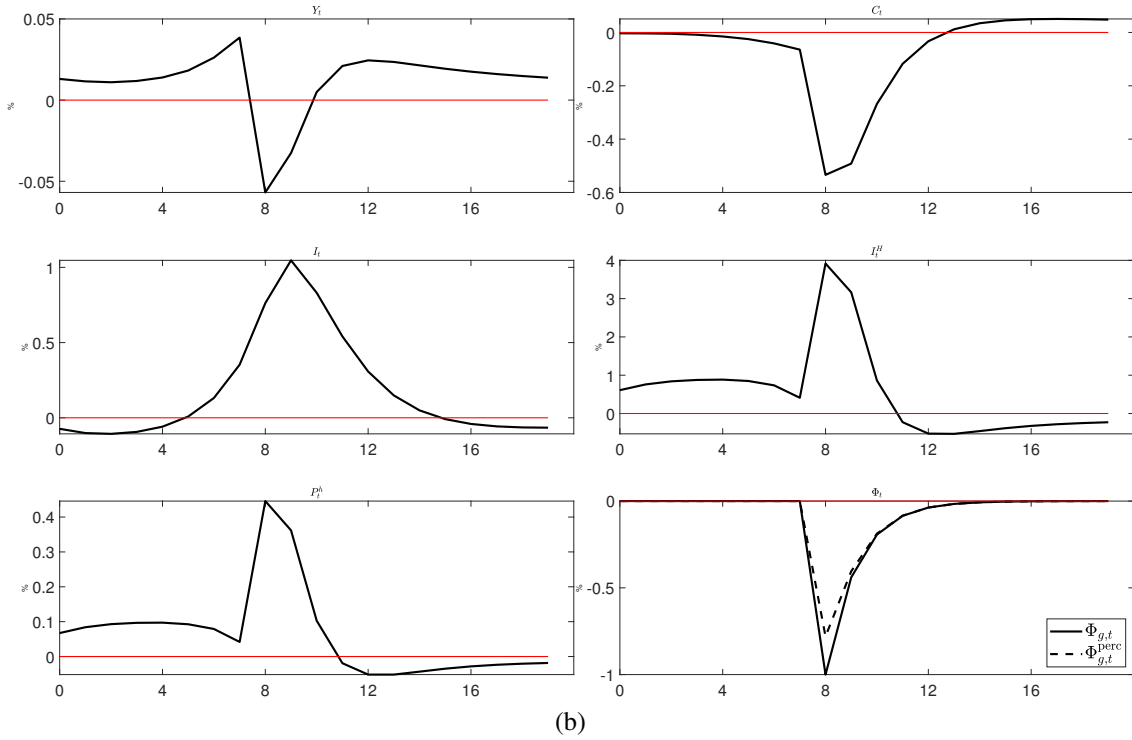 Y_t C_t
0.05 0 -0.05
%
0 4 8 12 16
0 -0.2 -0.4 -0.6
%
0 4 8 12 16
I_t I_t^H
1 0.5 0
%
0 4 8 12 16
4 3 2 1 0
%
0 4 8 12 16
P_t^h Φ_t
0.4 0.3 0.2 0.1 0
%
0 4 8 12 16
0 -0.5 -1
%
0 4 8 12 16
Φ_{g,t}
Φ_{g,t}^{perc}
(b)